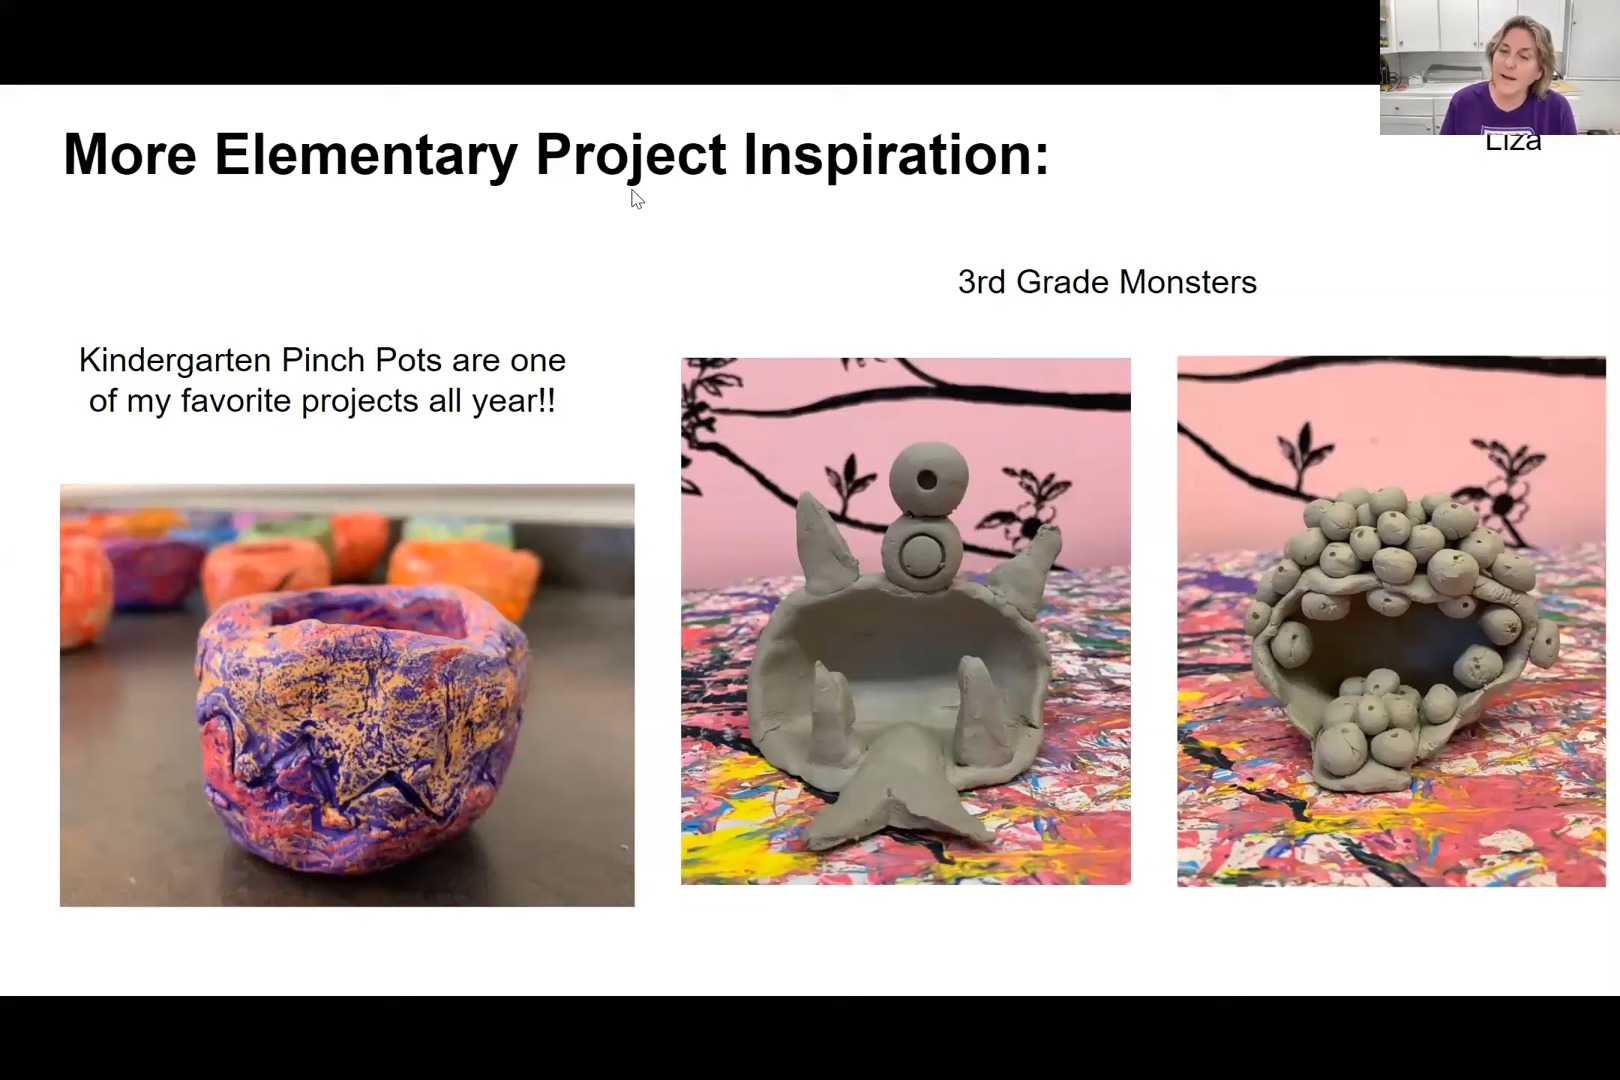 More Elementary Project Inspiration:
Liza
3rd Grade Monsters
Kindergarten Pinch Pots are one
of my favorite projects all year!!